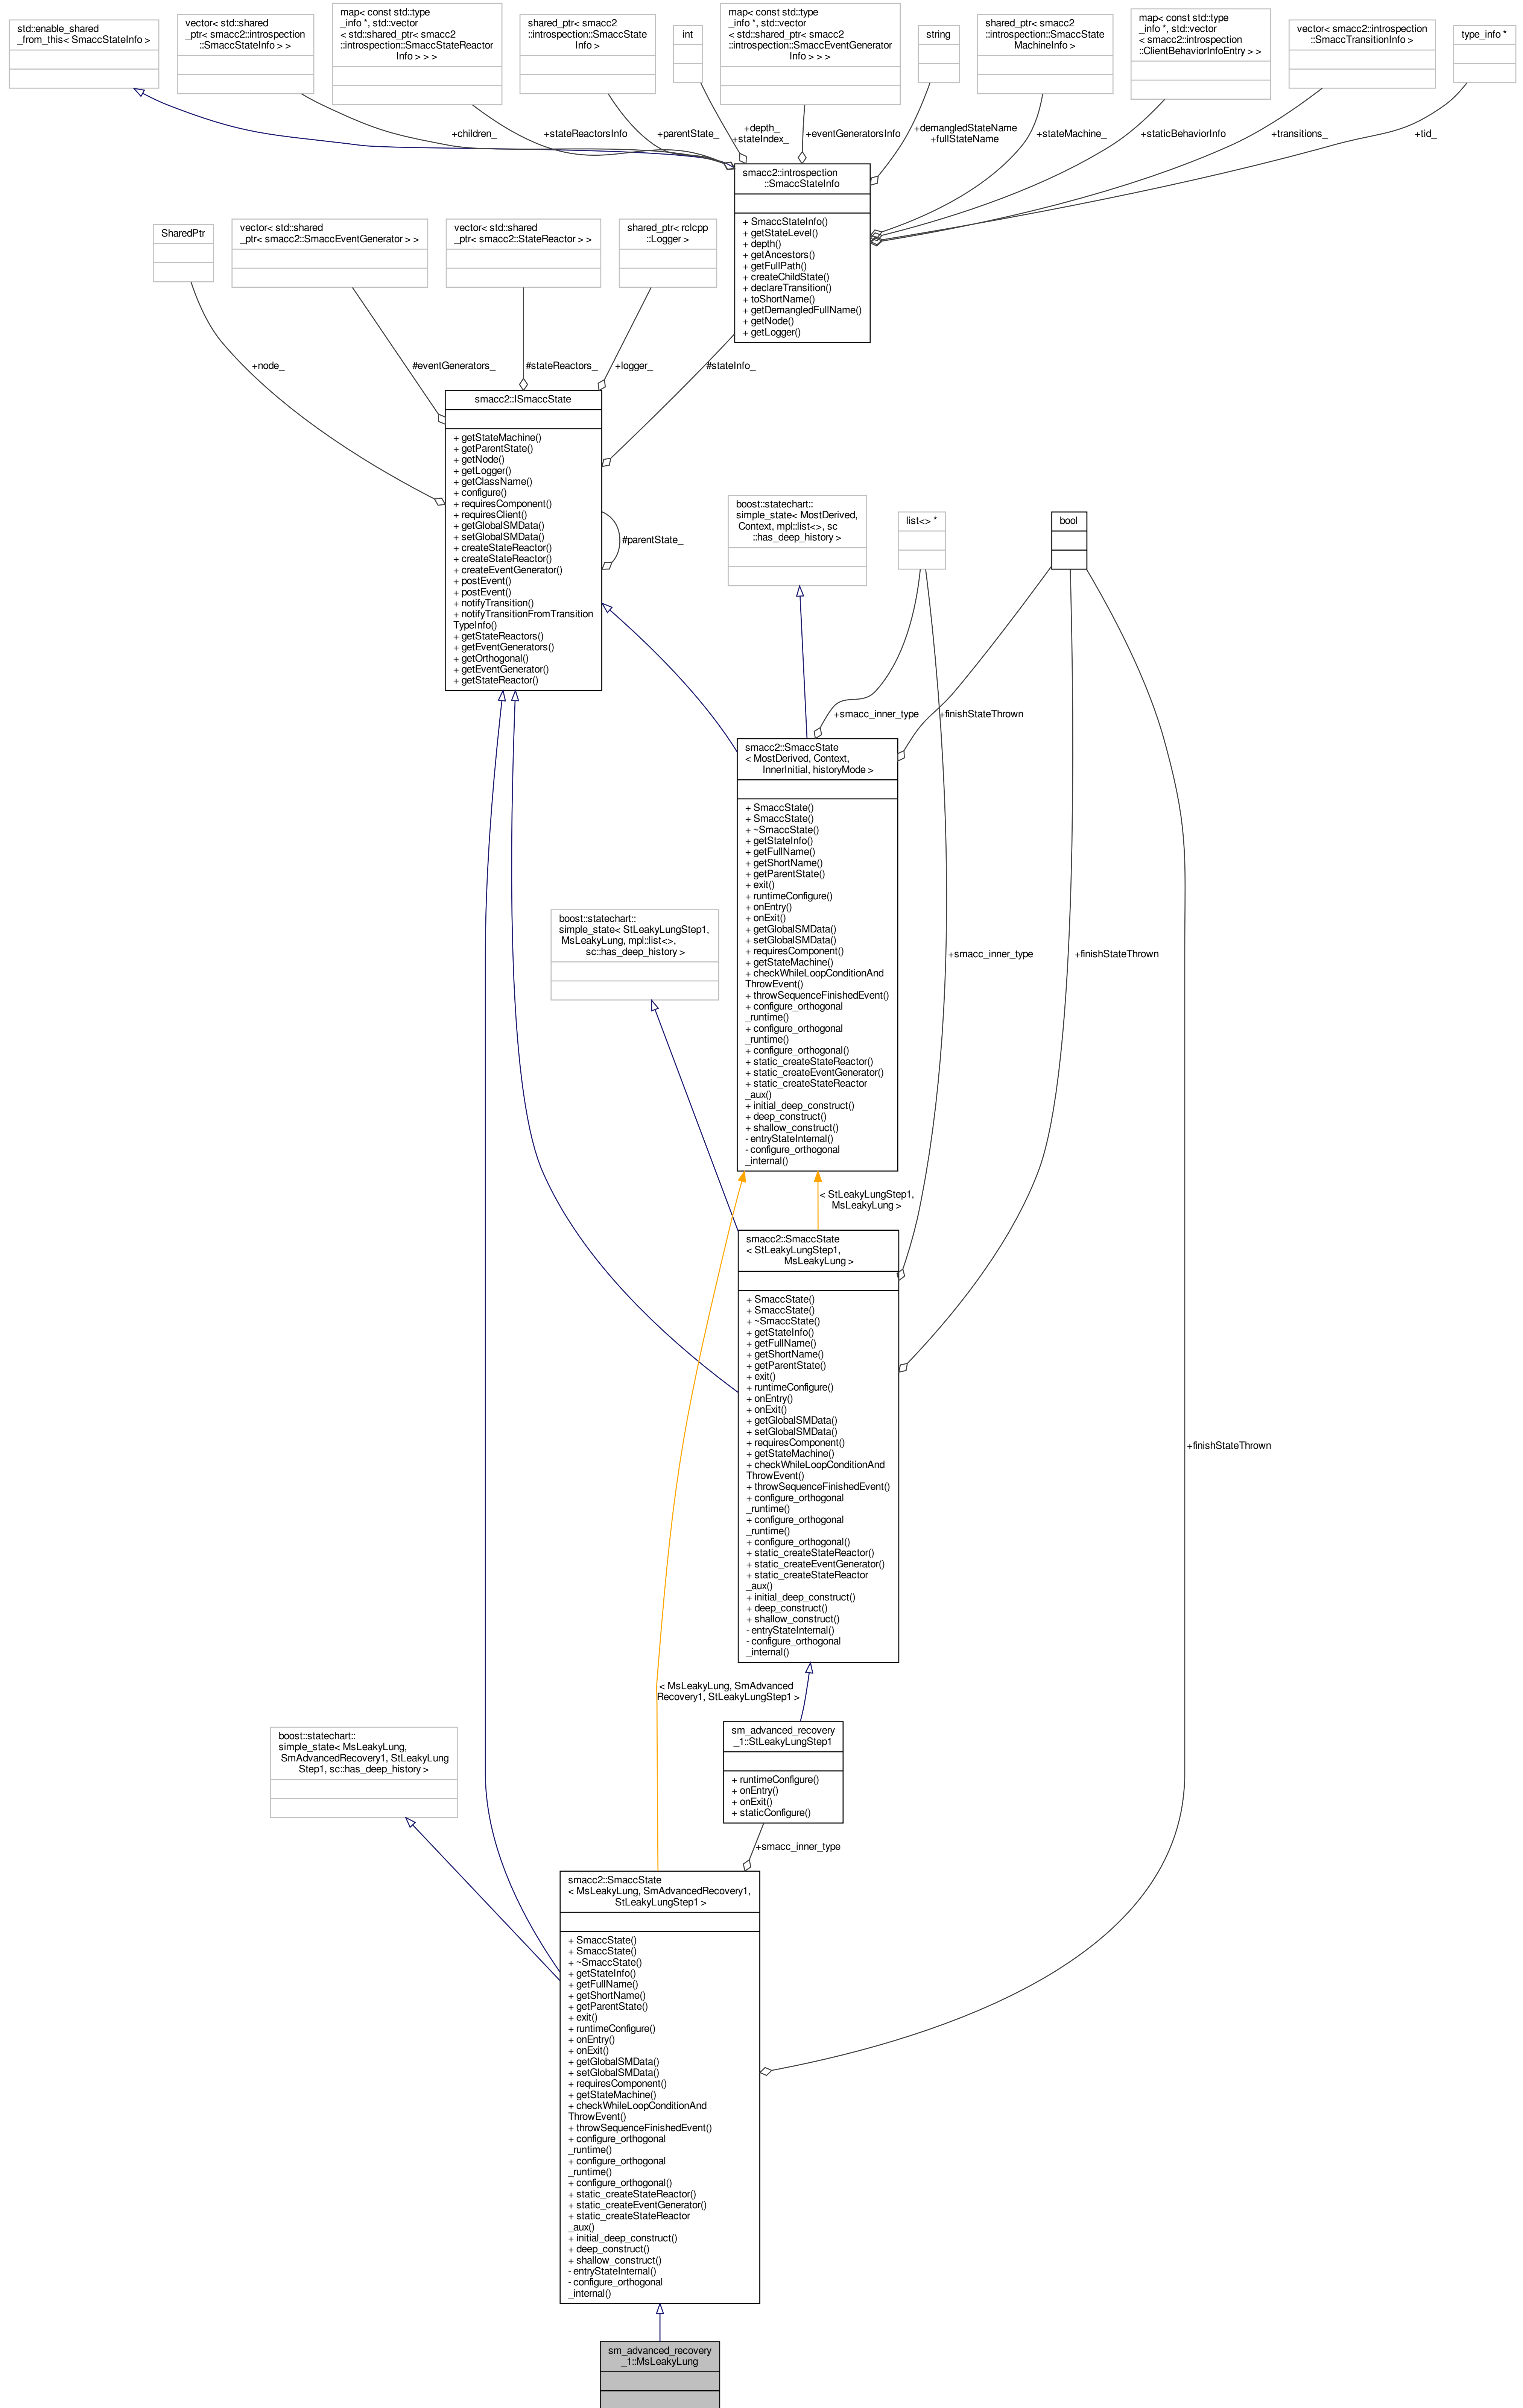 std::enable_shared
_from_this< SmaccStateInfo >
vector< std::shared
_ptr< smacc2::introspection
::SmaccStateInfo > >
map< const std::type
_info *, std::vector
< std::shared_ptr< smacc2
::introspection::SmaccStateReactor
Info > > >
shared_ptr< smacc2
::introspection::SmaccState
Info >
int
map< const std::type
_info *, std::vector
< std::shared_ptr< smacc2
::introspection::SmaccEventGenerator
Info > > >
string
shared_ptr< smacc2
::introspection::SmaccState
MachineInfo >
map< const std::type
_info *, std::vector
< smacc2::introspection
::ClientBehaviorInfoEntry > >
vector< smacc2::introspection
::SmaccTransitionInfo >
type_info *
+children_
+stateReactorsInfo
+parentState_
+depth_
+stateIndex_
+eventGeneratorsInfo
+demangledStateName
+fullStateName
+stateMachine_
+staticBehaviorInfo
+transitions_
+tid_
smacc2::introspection
::SmaccStateInfo
+ SmaccStateInfo()
+ getStateLevel()
+ depth()
+ getAncestors()
+ getFullPath()
+ createChildState()
+ declareTransition()
+ toShortName()
+ getDemangledFullName()
+ getNode()
+ getLogger()
SharedPtr
vector< std::shared
_ptr< smacc2::SmaccEventGenerator > >
vector< std::shared
_ptr< smacc2::StateReactor > >
shared_ptr< rclcpp
::Logger >
+node_
#eventGenerators_
#stateReactors_
+logger_
#stateInfo_
smacc2::ISmaccState
+ getStateMachine()
+ getParentState()
+ getNode()
+ getLogger()
+ getClassName()
+ configure()
+ requiresComponent()
+ requiresClient()
+ getGlobalSMData()
+ setGlobalSMData()
+ createStateReactor()
+ createStateReactor()
+ createEventGenerator()
+ postEvent()
+ postEvent()
+ notifyTransition()
+ notifyTransitionFromTransition
TypeInfo()
+ getStateReactors()
+ getEventGenerators()
+ getOrthogonal()
+ getEventGenerator()
+ getStateReactor()
#parentState_
boost::statechart::
simple_state< MostDerived,
Context, mpl::list<>, sc
::has_deep_history >
list<> *
bool
+smacc_inner_type
+finishStateThrown
smacc2::SmaccState
< MostDerived, Context,
InnerInitial, historyMode >
+ SmaccState()
+ SmaccState()
+ ~SmaccState()
+ getStateInfo()
+ getFullName()
+ getShortName()
+ getParentState()
+ exit()
+ runtimeConfigure()
+ onEntry()
+ onExit()
+ getGlobalSMData()
+ setGlobalSMData()
+ requiresComponent()
+ getStateMachine()
+ checkWhileLoopConditionAnd
ThrowEvent()
+ throwSequenceFinishedEvent()
+ configure_orthogonal
_runtime()
+ configure_orthogonal
_runtime()
+ configure_orthogonal()
+ static_createStateReactor()
+ static_createEventGenerator()
+ static_createStateReactor
_aux()
+ initial_deep_construct()
+ deep_construct()
+ shallow_construct()
- entryStateInternal()
- configure_orthogonal
_internal()
boost::statechart::
simple_state< StLeakyLungStep1,
MsLeakyLung, mpl::list<>,
sc::has_deep_history >
+smacc_inner_type
+finishStateThrown
< StLeakyLungStep1,
MsLeakyLung >
smacc2::SmaccState
< StLeakyLungStep1,
MsLeakyLung >
+ SmaccState()
+ SmaccState()
+ ~SmaccState()
+ getStateInfo()
+ getFullName()
+ getShortName()
+ getParentState()
+ exit()
+ runtimeConfigure()
+ onEntry()
+ onExit()
+ getGlobalSMData()
+ setGlobalSMData()
+ requiresComponent()
+ getStateMachine()
+ checkWhileLoopConditionAnd
ThrowEvent()
+ throwSequenceFinishedEvent()
+ configure_orthogonal
_runtime()
+ configure_orthogonal
_runtime()
+ configure_orthogonal()
+ static_createStateReactor()
+ static_createEventGenerator()
+ static_createStateReactor
_aux()
+ initial_deep_construct()
+ deep_construct()
+ shallow_construct()
- entryStateInternal()
- configure_orthogonal
_internal()
+finishStateThrown
< MsLeakyLung, SmAdvanced
Recovery1, StLeakyLungStep1 >
sm_advanced_recovery
_1::StLeakyLungStep1
+ runtimeConfigure()
+ onEntry()
+ onExit()
+ staticConfigure()
boost::statechart::
simple_state< MsLeakyLung,
SmAdvancedRecovery1, StLeakyLung
Step1, sc::has_deep_history >
+smacc_inner_type
smacc2::SmaccState
< MsLeakyLung, SmAdvancedRecovery1,
StLeakyLungStep1 >
+ SmaccState()
+ SmaccState()
+ ~SmaccState()
+ getStateInfo()
+ getFullName()
+ getShortName()
+ getParentState()
+ exit()
+ runtimeConfigure()
+ onEntry()
+ onExit()
+ getGlobalSMData()
+ setGlobalSMData()
+ requiresComponent()
+ getStateMachine()
+ checkWhileLoopConditionAnd
ThrowEvent()
+ throwSequenceFinishedEvent()
+ configure_orthogonal
_runtime()
+ configure_orthogonal
_runtime()
+ configure_orthogonal()
+ static_createStateReactor()
+ static_createEventGenerator()
+ static_createStateReactor
_aux()
+ initial_deep_construct()
+ deep_construct()
+ shallow_construct()
- entryStateInternal()
- configure_orthogonal
_internal()
sm_advanced_recovery
_1::MsLeakyLung